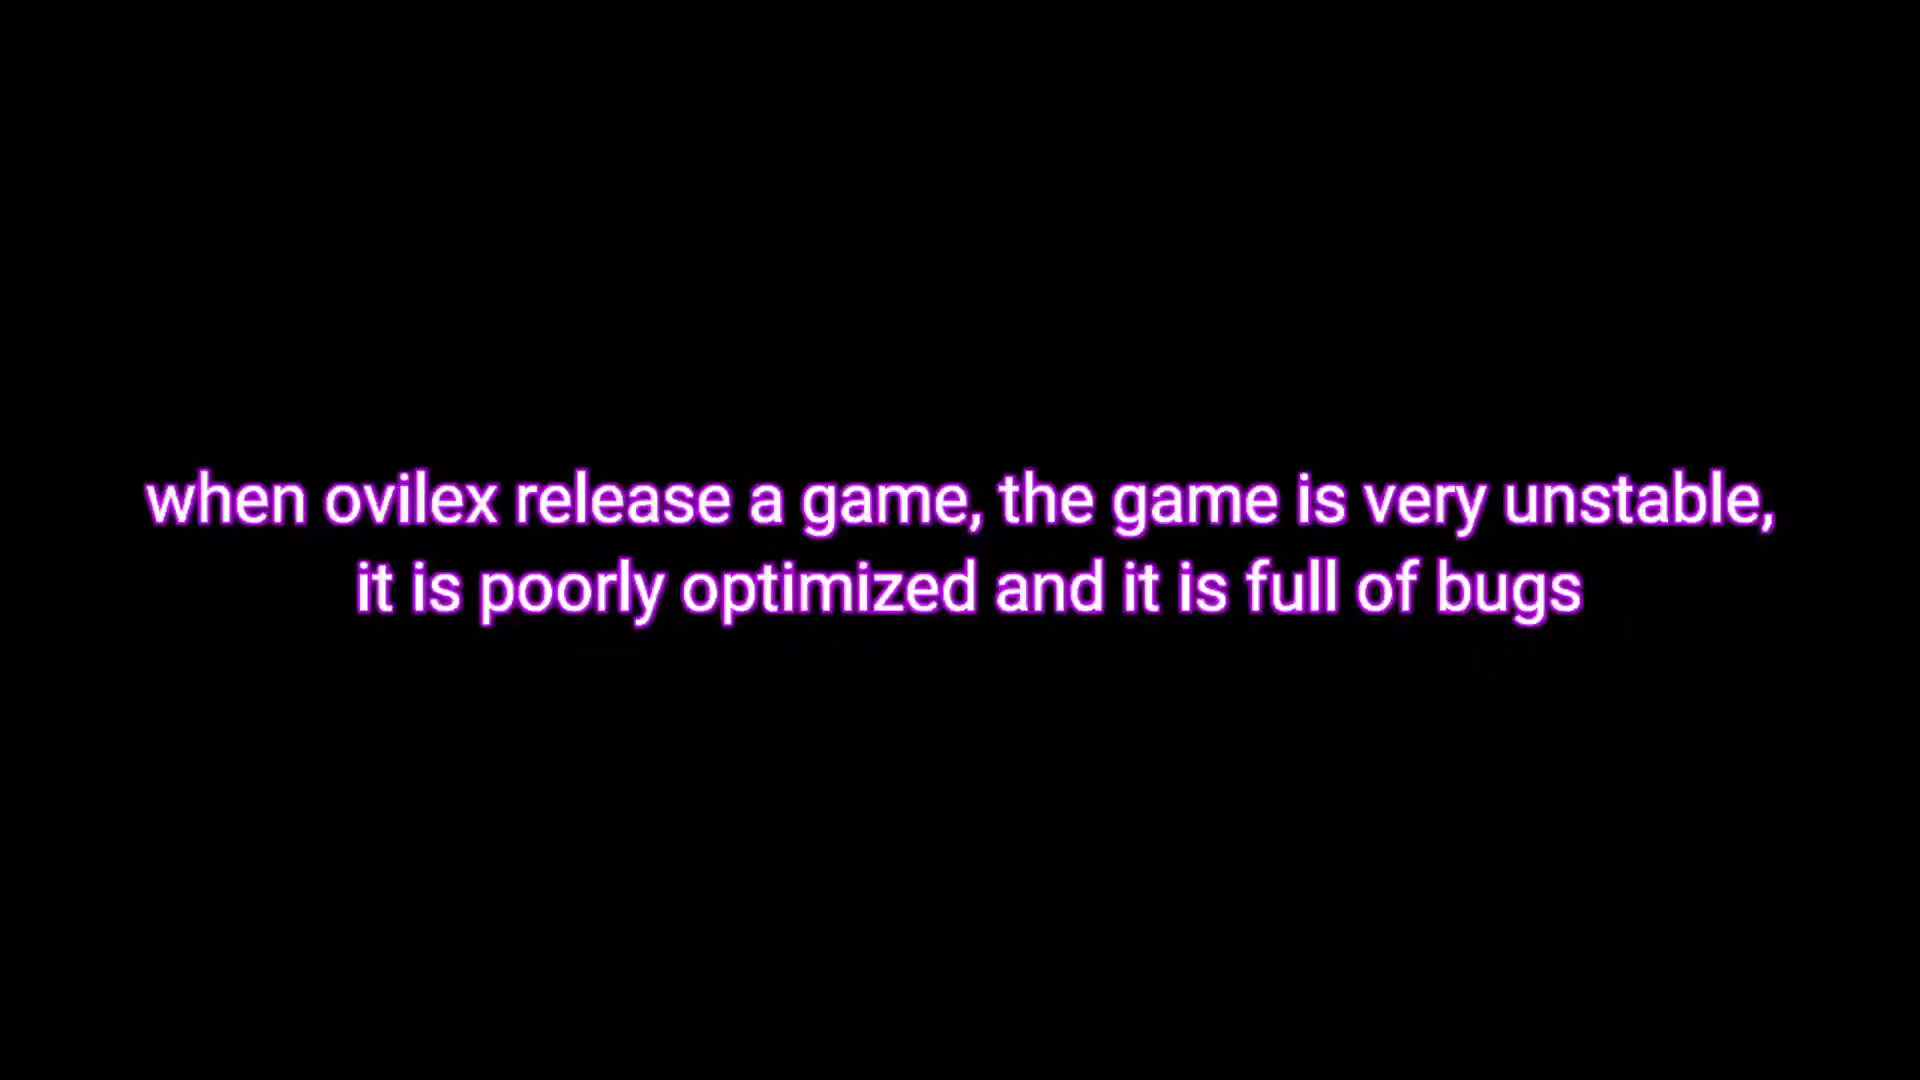 when ovilex release a game, the game is very unstable,
it is poorly optimized and it is full of bugs